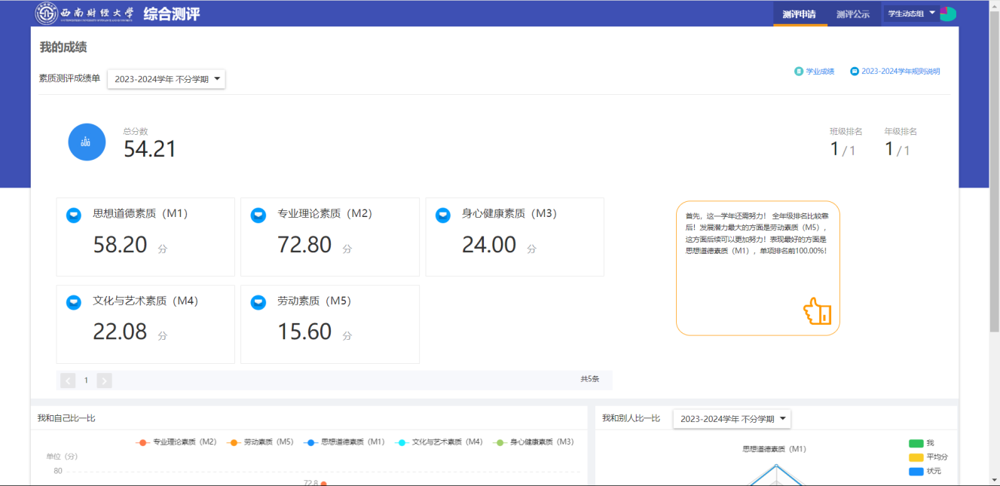 西南财经大学 综合测评
测评申请 测评公示 学生动态组
我的成绩
素质测评成绩单 2023-2024学年 不分学期
学业成绩 2023-2024学年规则说明
总分数
54.21
班级排名 年级排名
1/1 1/1
思想道德素质（M1） 专业理论素质（M2） 身心健康素质（M3）
58.20 分 72.80 分 24.00 分
首先，这一学年还需努力！ 全年级排名比较靠
后！发展潜力最大的方面是劳动素质（M5），
这方面后续可以更加努力！表现最好的方面是
思想道德素质（M1），单项排名前100.00%！
文化与艺术素质（M4） 劳动素质（M5）
22.08 分 15.60 分
1
共5条
我和自己比一比
专业理论素质（M2） 劳动素质（M5） 思想道德素质（M1） 文化与艺术素质（M4） 身心健康素质（M3）
单位（分）
80
72.8
我和别人比一比 2023-2024学年 不分学期
思想道德素质（M1）
我
平均分
状元